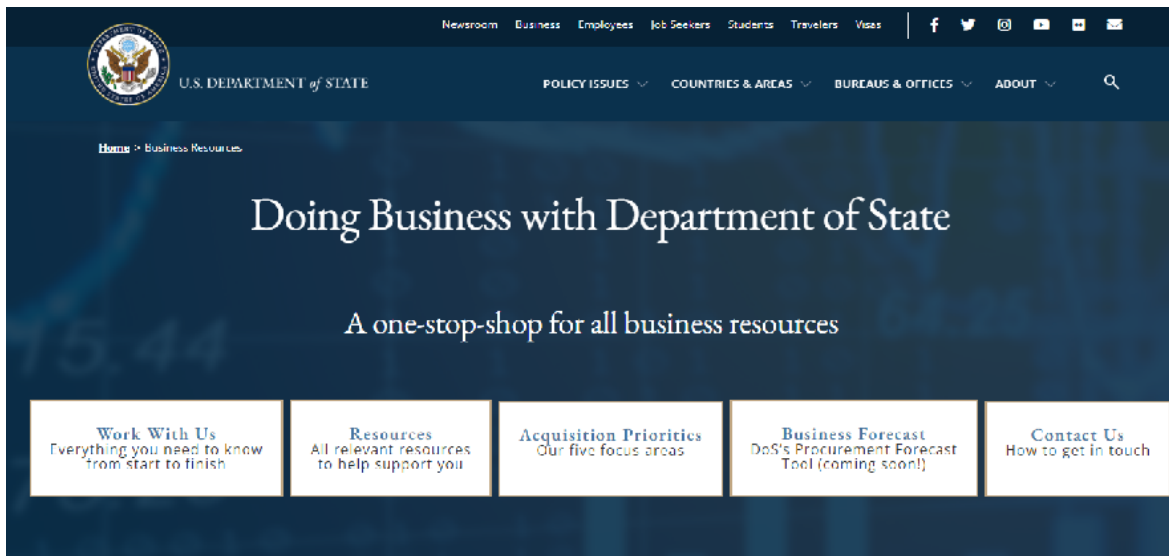 Newsroom Business Employees Job Seekers Students Travelers Visas
U.S. DEPARTMENT of STATE
POLICY ISSUES COUNTRIES & AREAS BUREAUS & OFFICES ABOUT
Home > Business Resources
Doing Business with Department of State
A one-stop-shop for all business resources
15.44
Work With Us
Everything you need to know
from start to finish
Resources
All relevant resources
to help support you
Acquisition Priorities
Our five focus areas
Business Forecast
DoS's Procurement Forecast
Tool (coming soon!)
Contact Us
How to get in touch